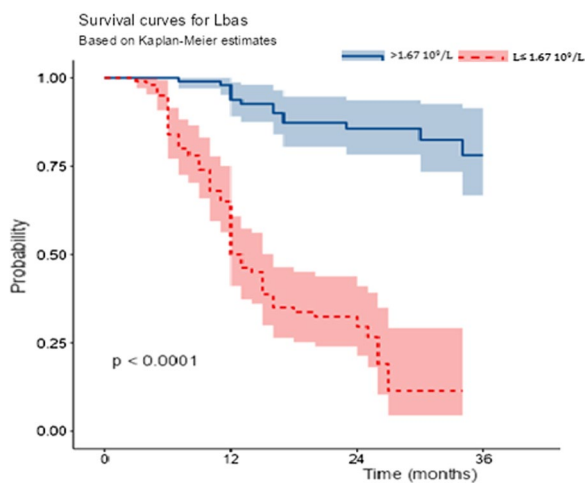 Survival curves for Lbas
Based on Kaplan-Meier estimates
>1.67 10⁹/L L≤ 1.67 10⁹/L
1.00
0.75
0.50
0.25
0.00
Probability
p < 0.0001
0 12 24 36
Time (months)